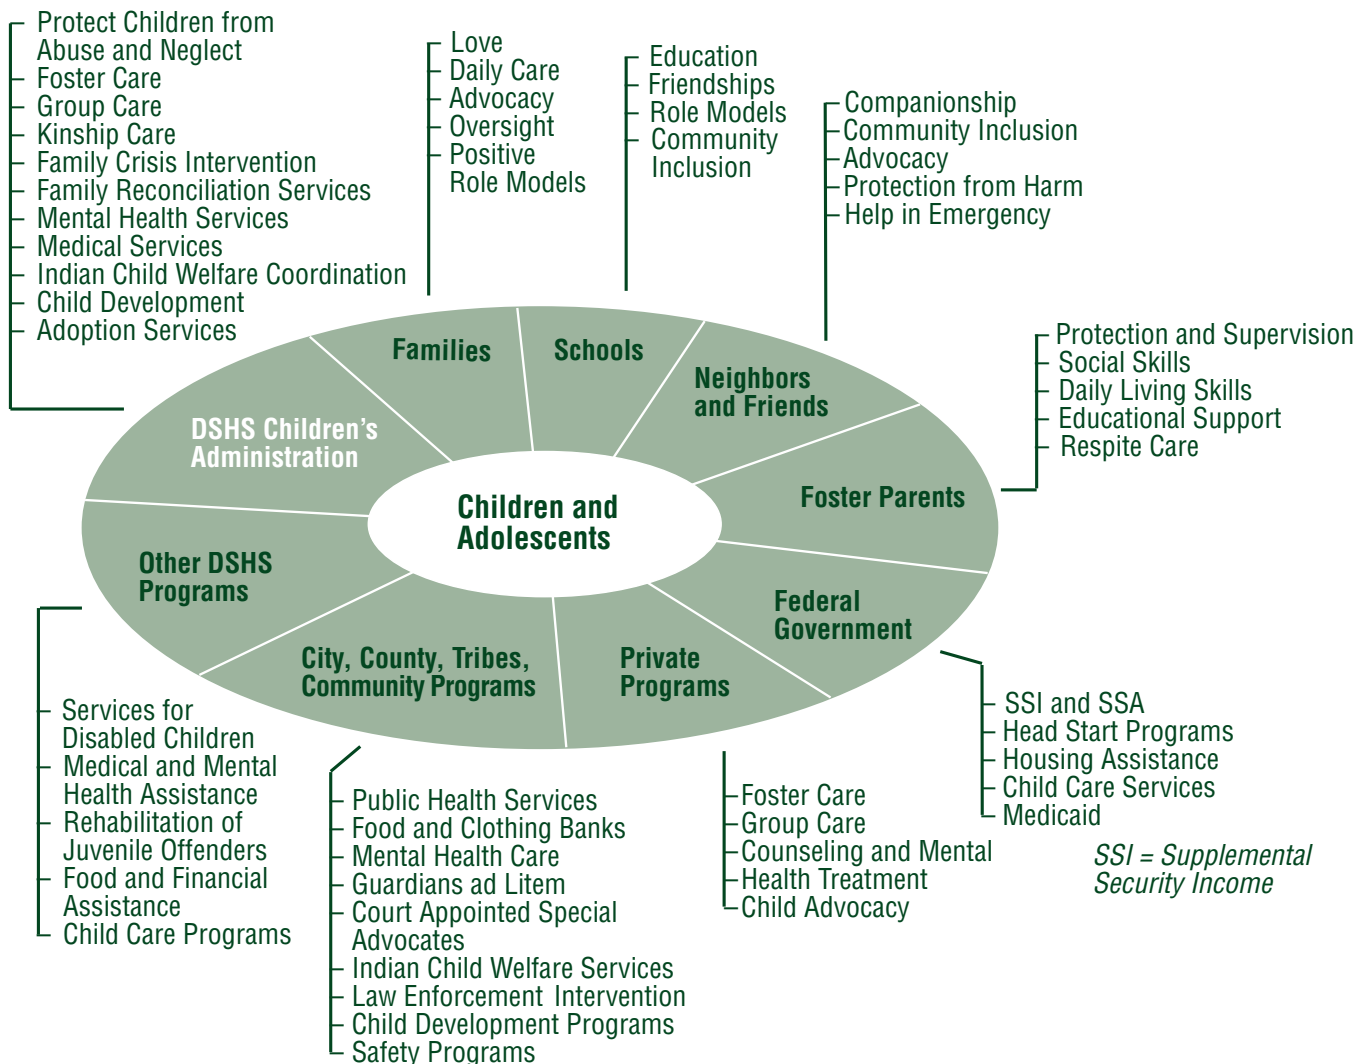 Protect Children from
Abuse and Neglect
Foster Care
Group Care
Kinship Care
Family Crisis Intervention
Family Reconciliation Services
Mental Health Services
Medical Services
Indian Child Welfare Coordination
Child Development
Adoption Services
Love
Daily Care
Advocacy
Oversight
Positive
Role Models
Education
Friendships
Role Models
Community
Inclusion
Companionship
Community Inclusion
Advocacy
Protection from Harm
Help in Emergency
Protection and Supervision
Social Skills
Daily Living Skills
Educational Support
Respite Care
DSHS Children's
Administration
Families
Schools
Neighbors
and Friends
Foster Parents
Children and
Adolescents
Other DSHS
Programs
City, County, Tribes,
Community Programs
Private
Programs
Federal
Government
Services for
Disabled Children
Medical and Mental
Health Assistance
Rehabilitation of
Juvenile Offenders
Food and Financial
Assistance
Child Care Programs
Public Health Services
Food and Clothing Banks
Mental Health Care
Guardians ad Litem
Court Appointed Special
Advocates
Indian Child Welfare Services
Law Enforcement Intervention
Child Development Programs
Safety Programs
Foster Care
Group Care
Counseling and Mental
Health Treatment
Child Advocacy
SSI and SSA
Head Start Programs
Housing Assistance
Child Care Services
Medicaid
SSI = Supplemental
Security Income